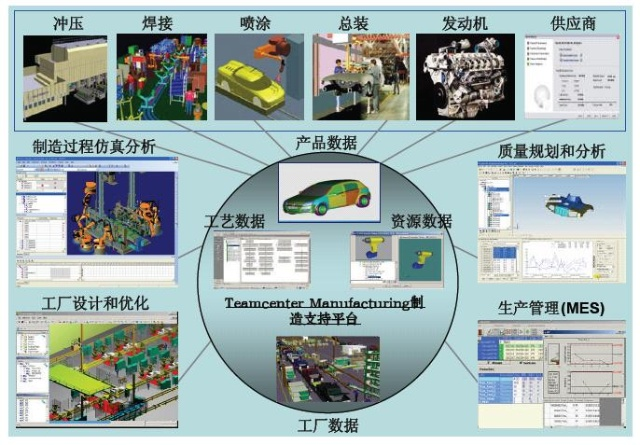 冲压 焊接 喷涂 总装 发动机 供应商
产品数据
制造过程仿真分析
质量规划和分析
工艺数据 资源数据
工厂设计和优化
Teamcenter Manufacturing制
造支持平台
生产管理(MES)
工厂数据